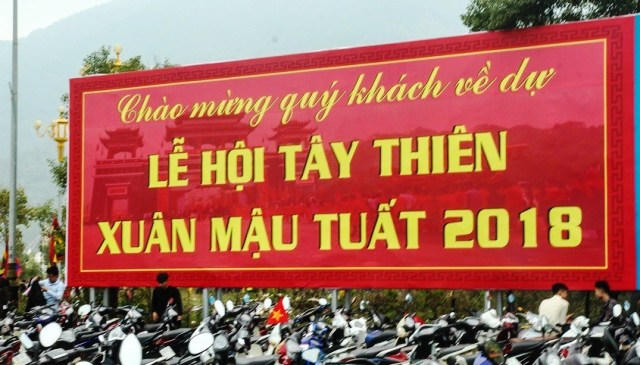 Chào mừng quý khách về dự
LỄ HỘI TÂY THIÊN
XUÂN MẬU TUẤT 2018